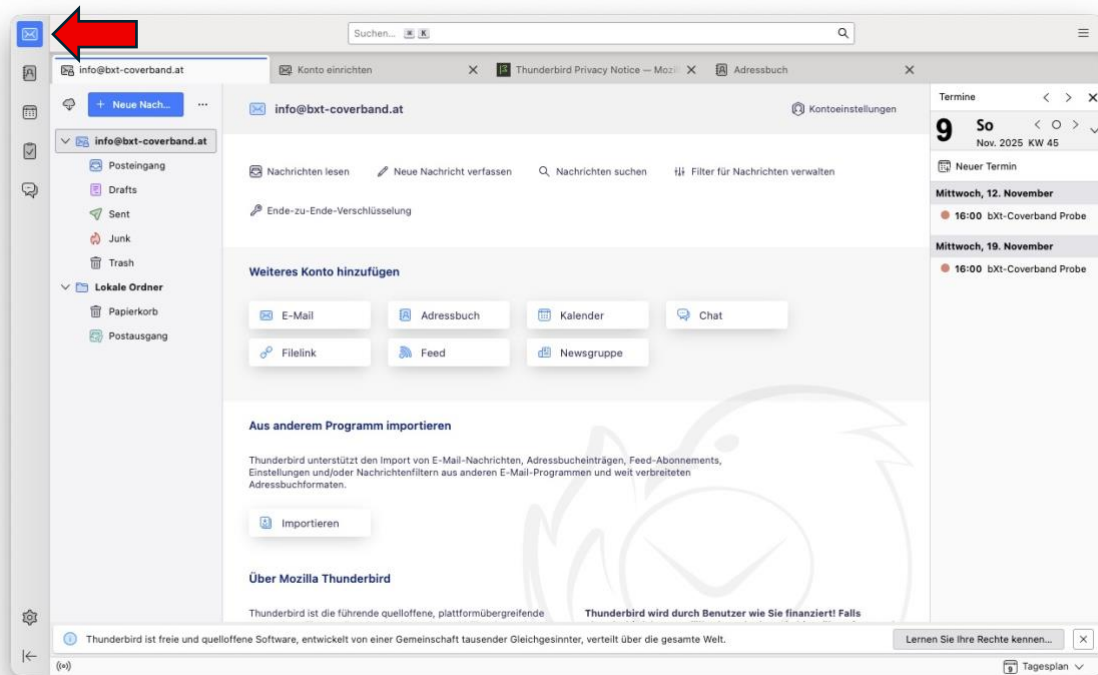 Suchen... ⌘ K
info@bxt-coverband.at
Konto einrichten
Thunderbird Privacy Notice — Mozil
Adressbuch
+ Neue Nach... ...
info@bxt-coverband.at
Posteingang
Drafts
Sent
Junk
Trash
Lokale Ordner
Papierkorb
Postausgang
info@bxt-coverband.at
Kontoeinstellungen
Nachrichten lesen
Neue Nachricht verfassen
Nachrichten suchen
Filter für Nachrichten verwalten
Ende-zu-Ende-Verschlüsselung
Weiteres Konto hinzufügen
E-Mail
Adressbuch
Kalender
Chat
Filelink
Feed
Newsgruppe
Aus anderem Programm importieren
Thunderbird unterstützt den Import von E-Mail-Nachrichten, Adressbucheinträgen, Feed-Abonnements,
Einstellungen und/oder Nachrichtenfiltern aus anderen E-Mail-Programmen und weit verbreiteten
Adressbuchformaten.
Importieren
Über Mozilla Thunderbird
Thunderbird ist die führende quelloffene, plattformübergreifende
Thunderbird wird durch Benutzer wie Sie finanziert! Falls
Termine
9 So
Nov. 2025 KW 45
Neuer Termin
Mittwoch, 12. November
16:00 bXt-Coverband Probe
Mittwoch, 19. November
16:00 bXt-Coverband Probe
Thunderbird ist freie und quelloffene Software, entwickelt von einer Gemeinschaft tausender Gleichgesinnter, verteilt über die gesamte Welt.
Lernen Sie Ihre Rechte kennen...
9 Tagesplan